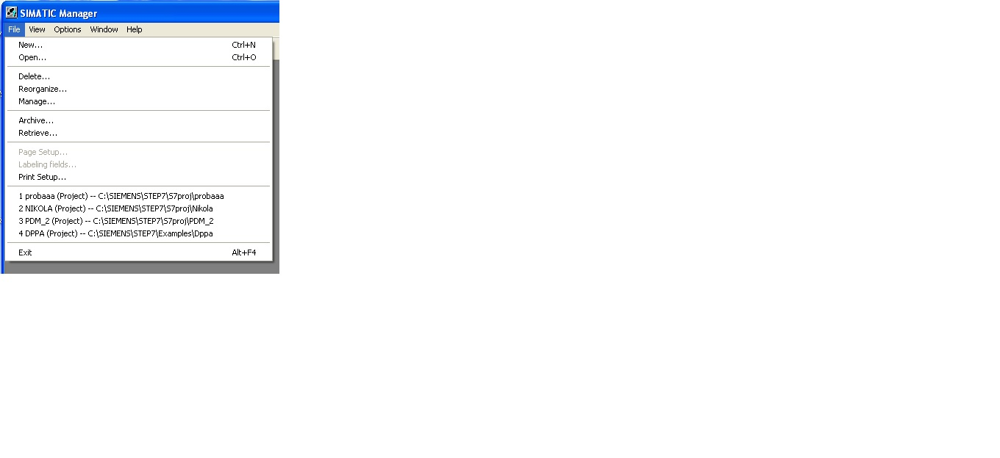 SIMATIC Manager
File View Options Window Help
New... Ctrl+N
Open... Ctrl+O
Delete...
Reorganize...
Manage...
Archive...
Retrieve...
Page Setup...
Labeling fields...
Print Setup...
1 probaaa (Project) -- C:\SIEMENS\STEP7\S7proj\probaaa
2 NIKOLA (Project) -- C:\SIEMENS\STEP7\S7proj\Nikola
3 PDM_2 (Project) -- C:\SIEMENS\STEP7\S7proj\PDM_2
4 DPPA (Project) -- C:\SIEMENS\STEP7\Examples\Dppa
Exit Alt+F4